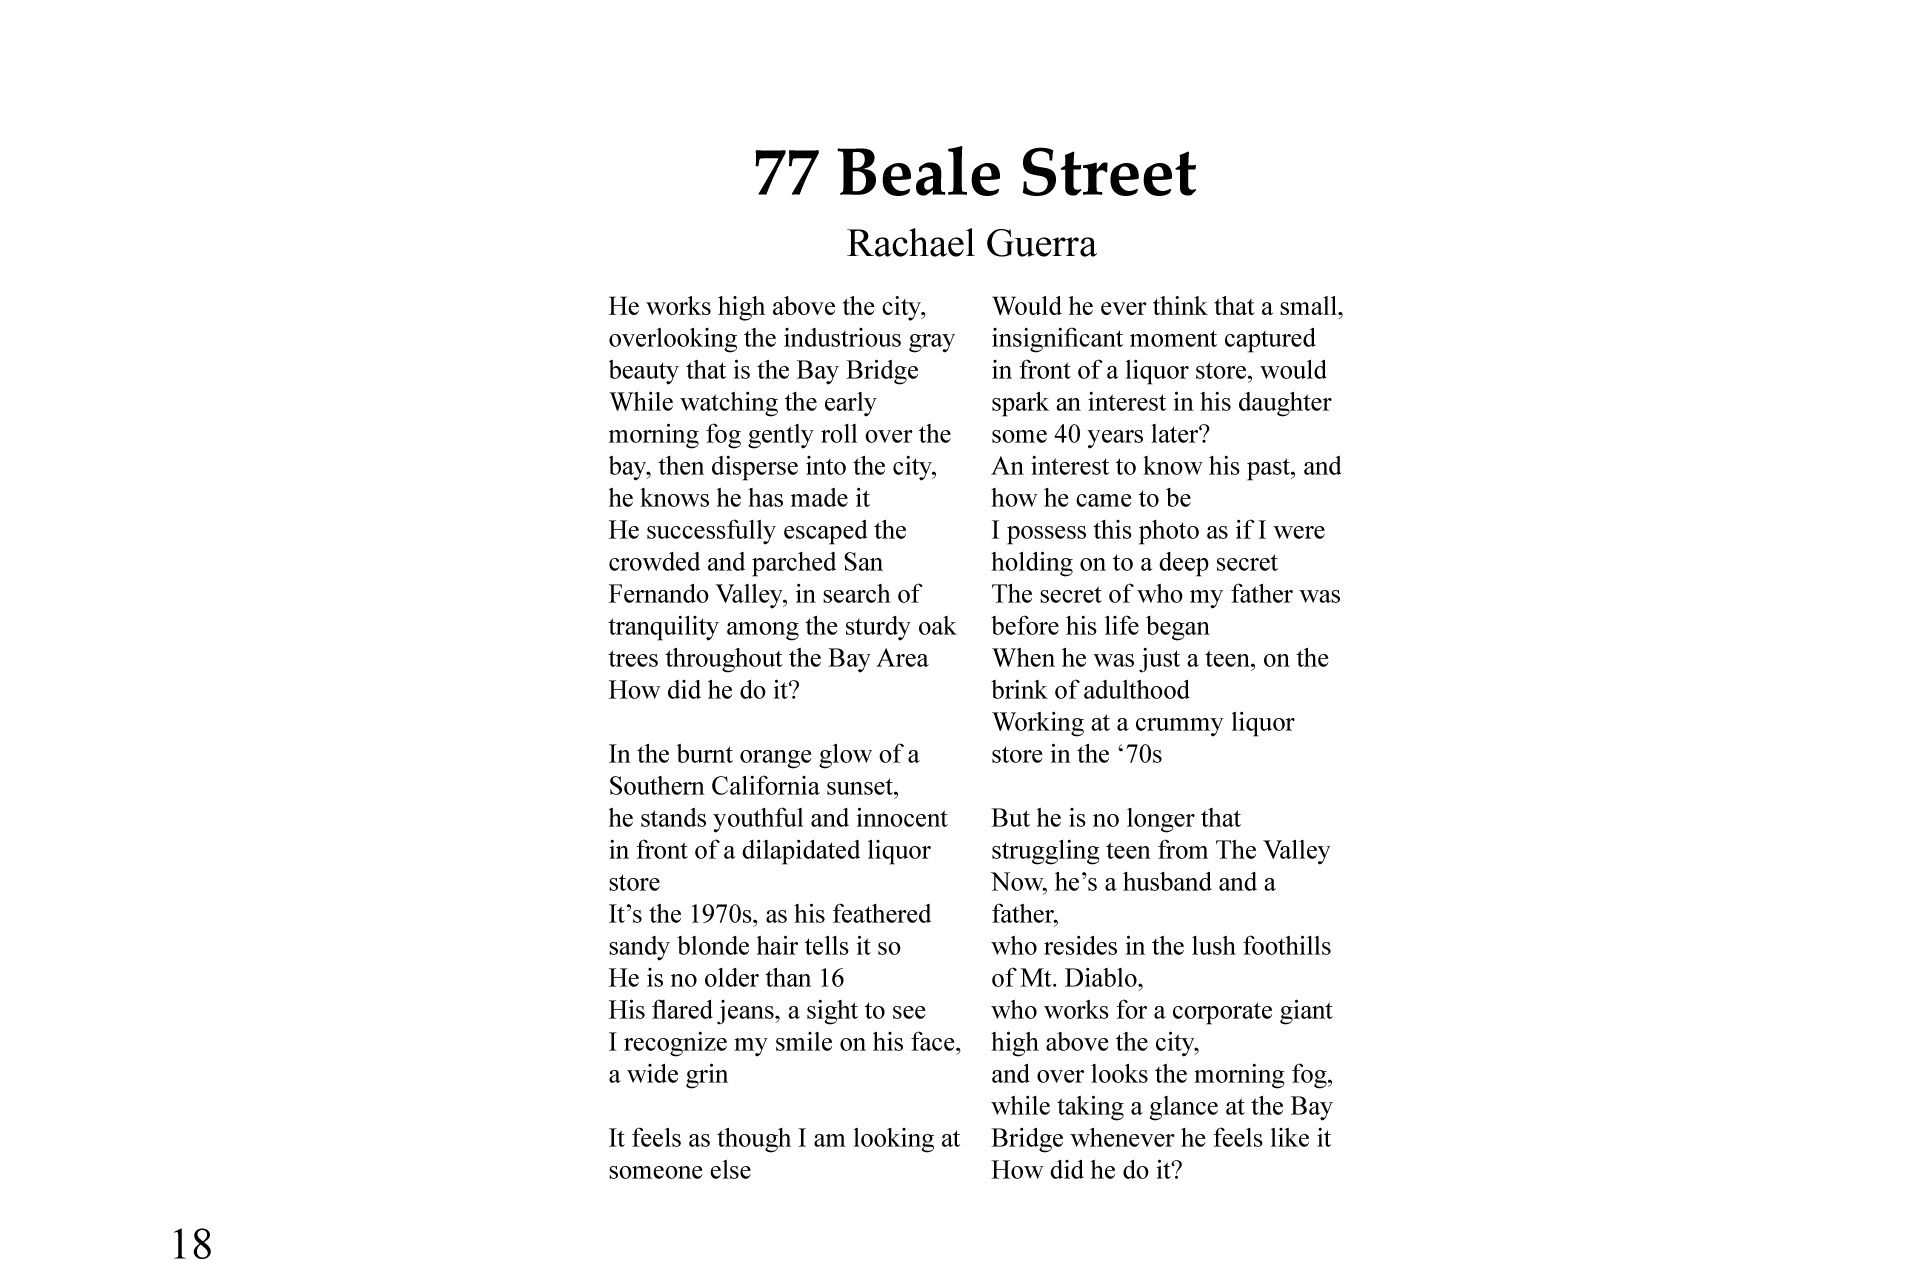 77 Beale Street
Rachael Guerra
He works high above the city,
overlooking the industrious gray
beauty that is the Bay Bridge
While watching the early
morning fog gently roll over the
bay, then disperse into the city,
he knows he has made it
He successfully escaped the
crowded and parched San
Fernando Valley, in search of
tranquility among the sturdy oak
trees throughout the Bay Area
How did he do it?

In the burnt orange glow of a
Southern California sunset,
he stands youthful and innocent
in front of a dilapidated liquor
store
It’s the 1970s, as his feathered
sandy blonde hair tells it so
He is no older than 16
His flared jeans, a sight to see
I recognize my smile on his face,
a wide grin

It feels as though I am looking at
someone else
Would he ever think that a small,
insignificant moment captured
in front of a liquor store, would
spark an interest in his daughter
some 40 years later?
An interest to know his past, and
how he came to be
I possess this photo as if I were
holding on to a deep secret
The secret of who my father was
before his life began
When he was just a teen, on the
brink of adulthood
Working at a crummy liquor
store in the ‘70s

But he is no longer that
struggling teen from The Valley
Now, he’s a husband and a
father,
who resides in the lush foothills
of Mt. Diablo,
who works for a corporate giant
high above the city,
and over looks the morning fog,
while taking a glance at the Bay
Bridge whenever he feels like it
How did he do it?
18